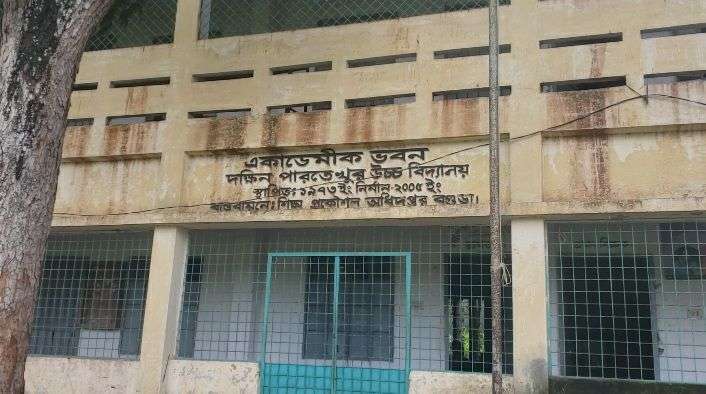 একাডেমীক ভবন
দক্ষিন পারতেখুর উচ্চ বিদ্যালয়
স্থাপিতঃ ১৯৭৩ইং নির্মান-২০০৫ ইং
বাস্তবায়নে: শিক্ষা প্রকৌশল অধিদপ্তর বগুড়া।